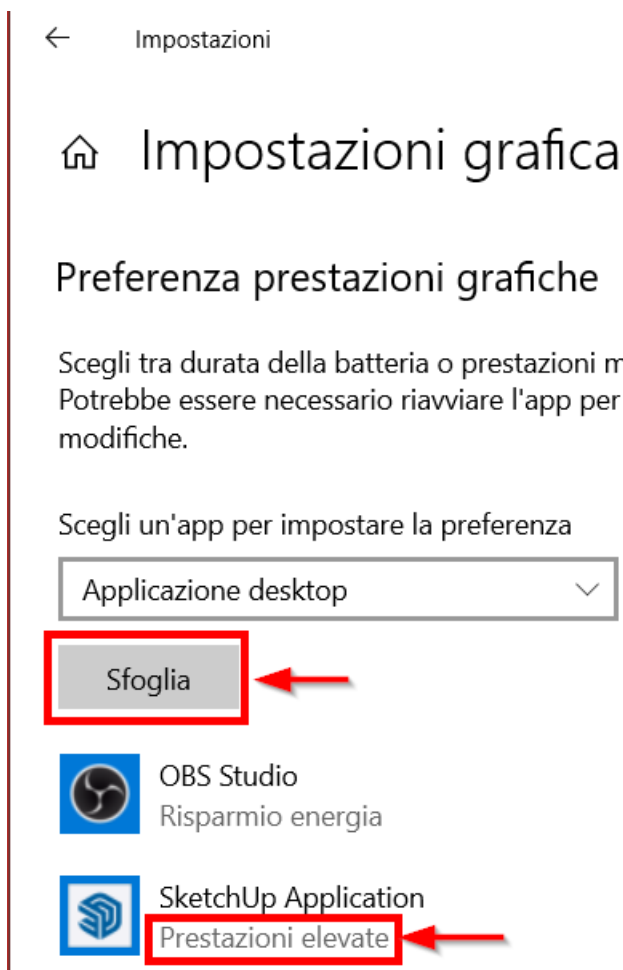 Impostazioni
Impostazioni grafica
Preferenza prestazioni grafiche
Scegli tra durata della batteria o prestazioni m
Potrebbe essere necessario riavviare l'app per
modifiche.
Scegli un'app per impostare la preferenza
Applicazione desktop
Sfoglia
OBS Studio
Risparmio energia
SketchUp Application
Prestazioni elevate